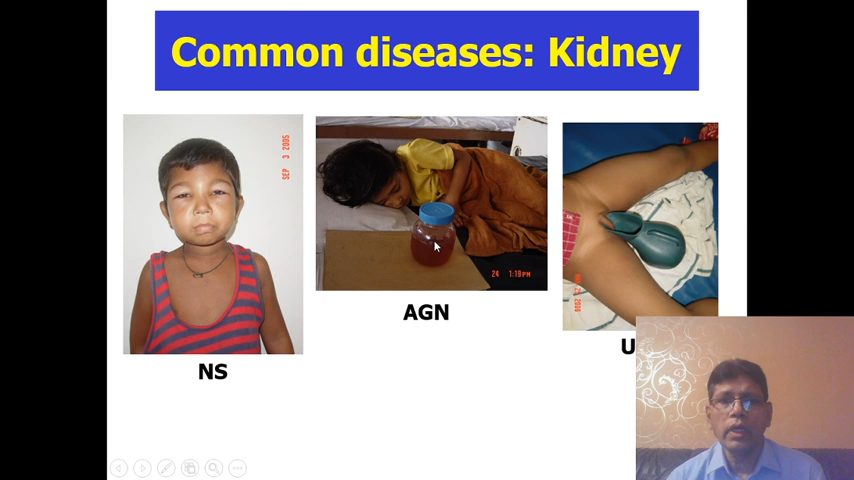 Common diseases: Kidney
SEP 3 2005
24 1:19PM
NS
AGN
U